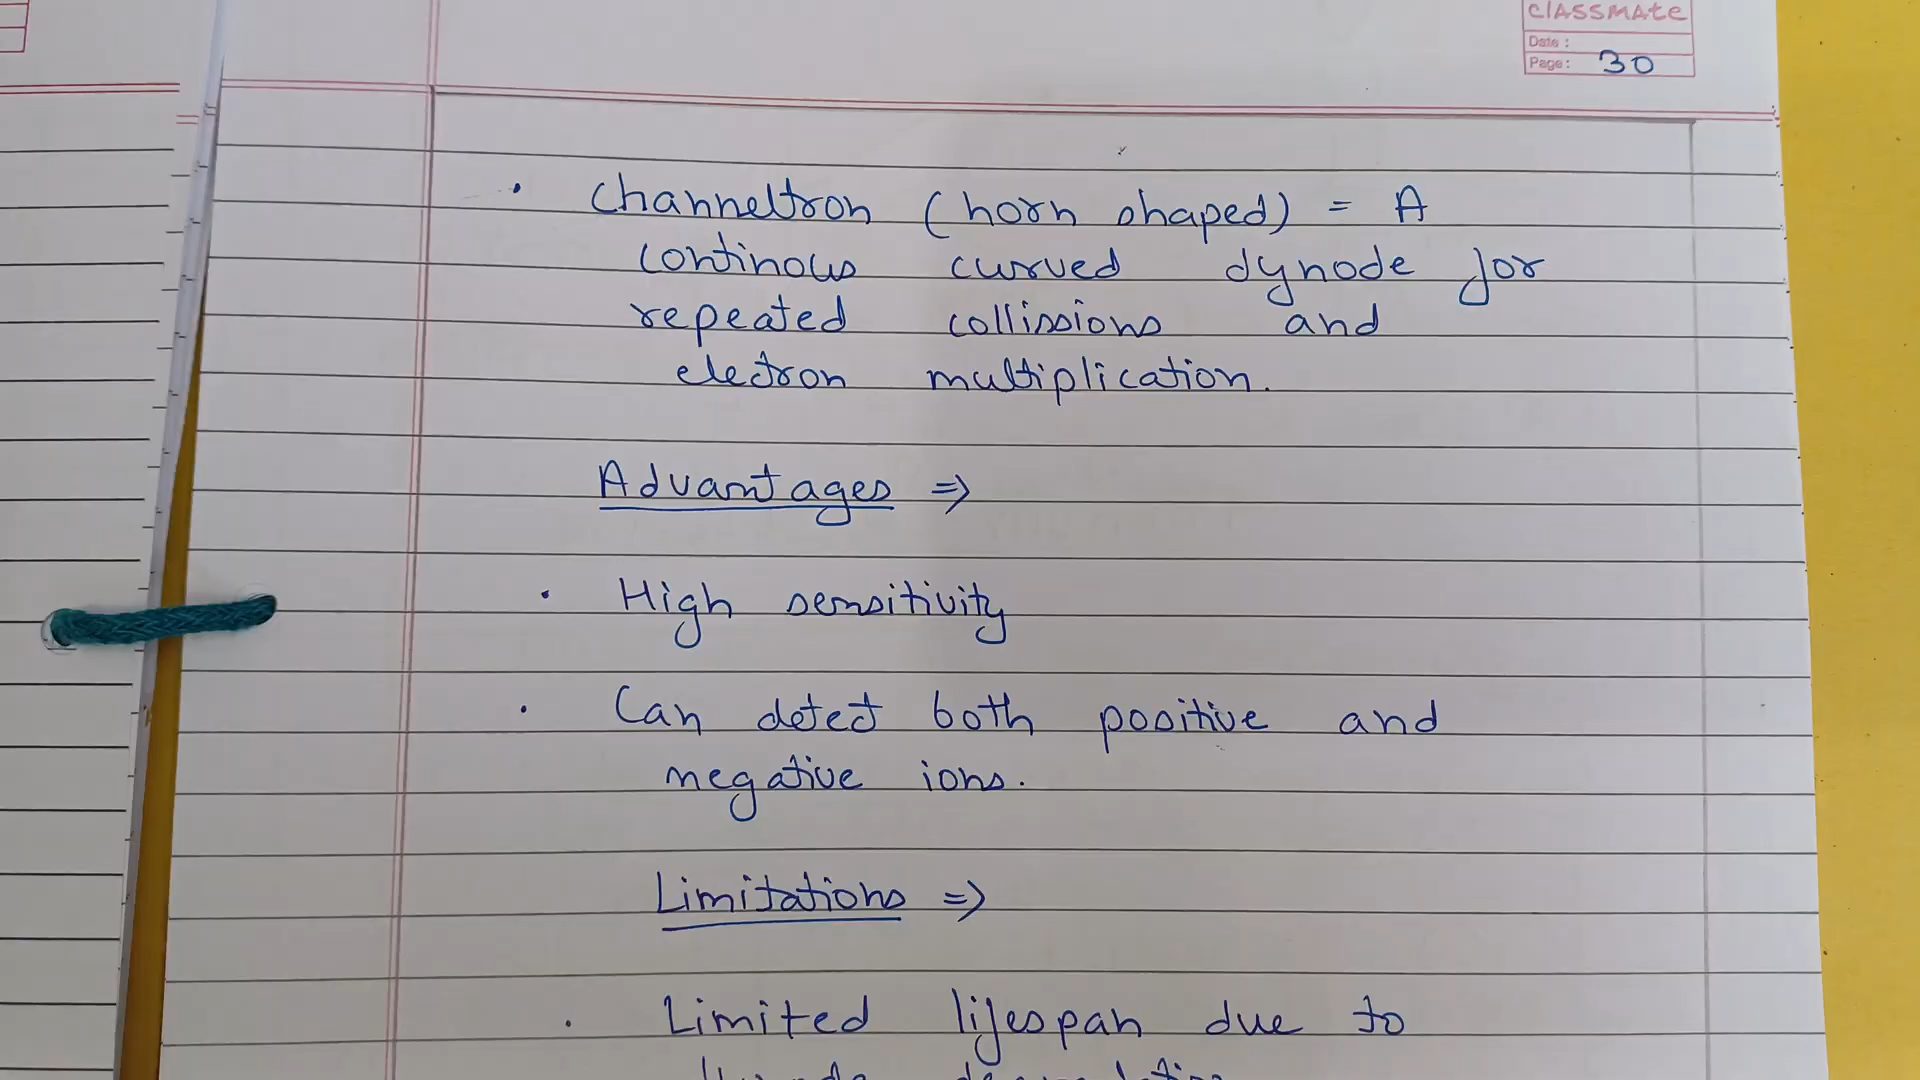 CLASSMATE
Date :
Page: 30
• Channeltron (horn shaped) = A
continous curved dynode for
repeated collissions and
electron multiplication.
Advantages ⇒
• High sensitivity
• Can detect both positive and
negative ions.
Limitations ⇒
• Limited lifespan due to